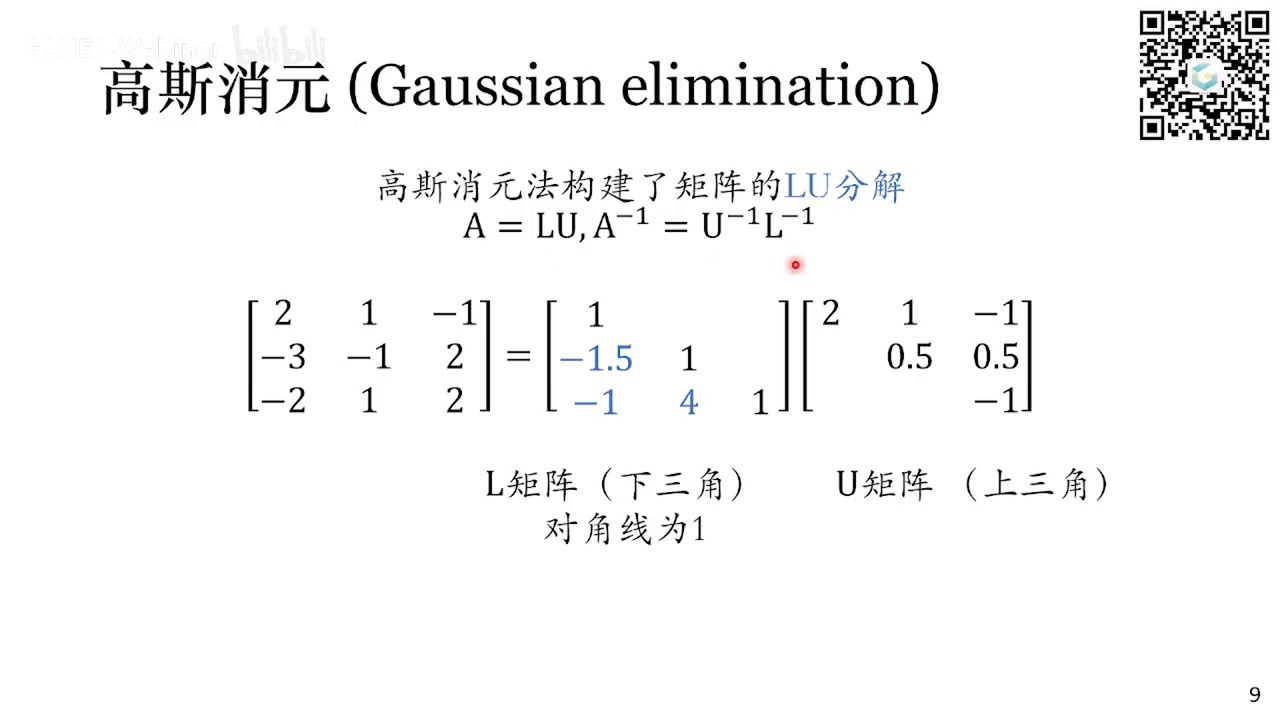 bilibili
高斯消元 (Gaussian elimination)
高斯消元法构建了矩阵的LU分解
A = LU, A⁻¹ = U⁻¹L⁻¹
2 1 −1 1 2 1 −1
−3 −1 2 = −1.5 1 0.5 0.5
−2 1 2 −1 4 1 −1
L矩阵（下三角） U矩阵 （上三角）
对角线为1
9